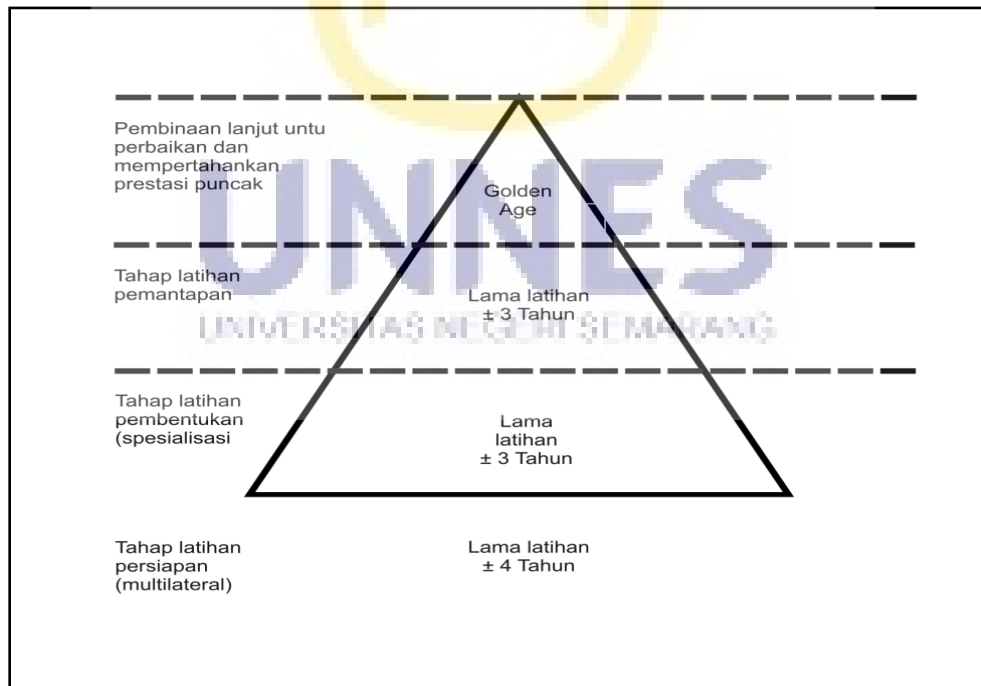 Pembinaan lanjut untu
perbaikan dan
mempertahankan
prestasi puncak
Golden
Age
UNNES
Tahap latihan
pemantapan
Lama latihan
± 3 Tahun
UNIVERSITAS NEGERI SEMARANG
Tahap latihan
pembentukan
(spesialisasi
Lama
latihan
± 3 Tahun
Tahap latihan
persiapan
(multilateral)
Lama latihan
± 4 Tahun